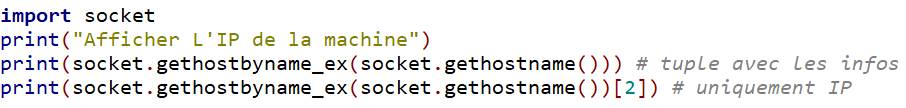 import socket
print("Afficher L'IP de la machine")
print(socket.gethostbyname_ex(socket.gethostname())) # tuple avec les infos
print(socket.gethostbyname_ex(socket.gethostname())[2]) # uniquement IP